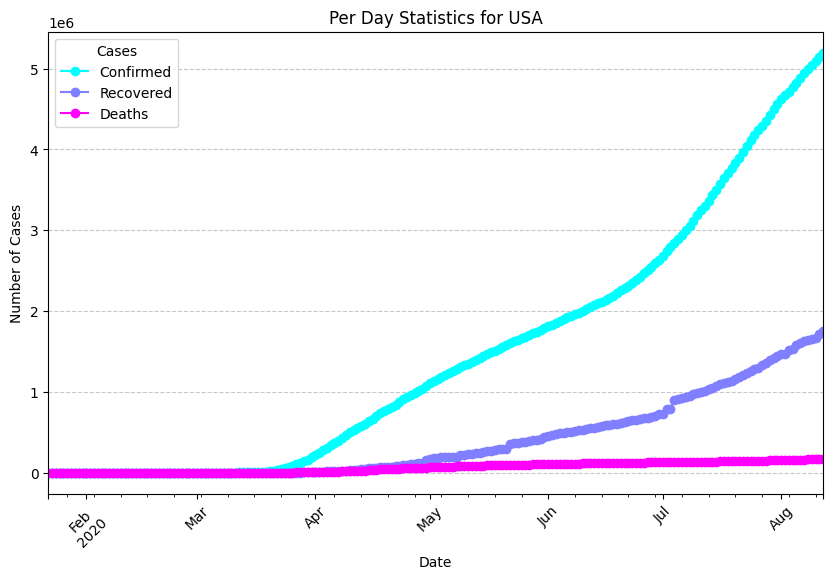 Per Day Statistics for USA
1e6
Cases
Confirmed
Recovered
Deaths
Number of Cases
5
4
3
2
1
0
Feb
2020
Mar
Apr
May
Jun
Jul
Aug
Date